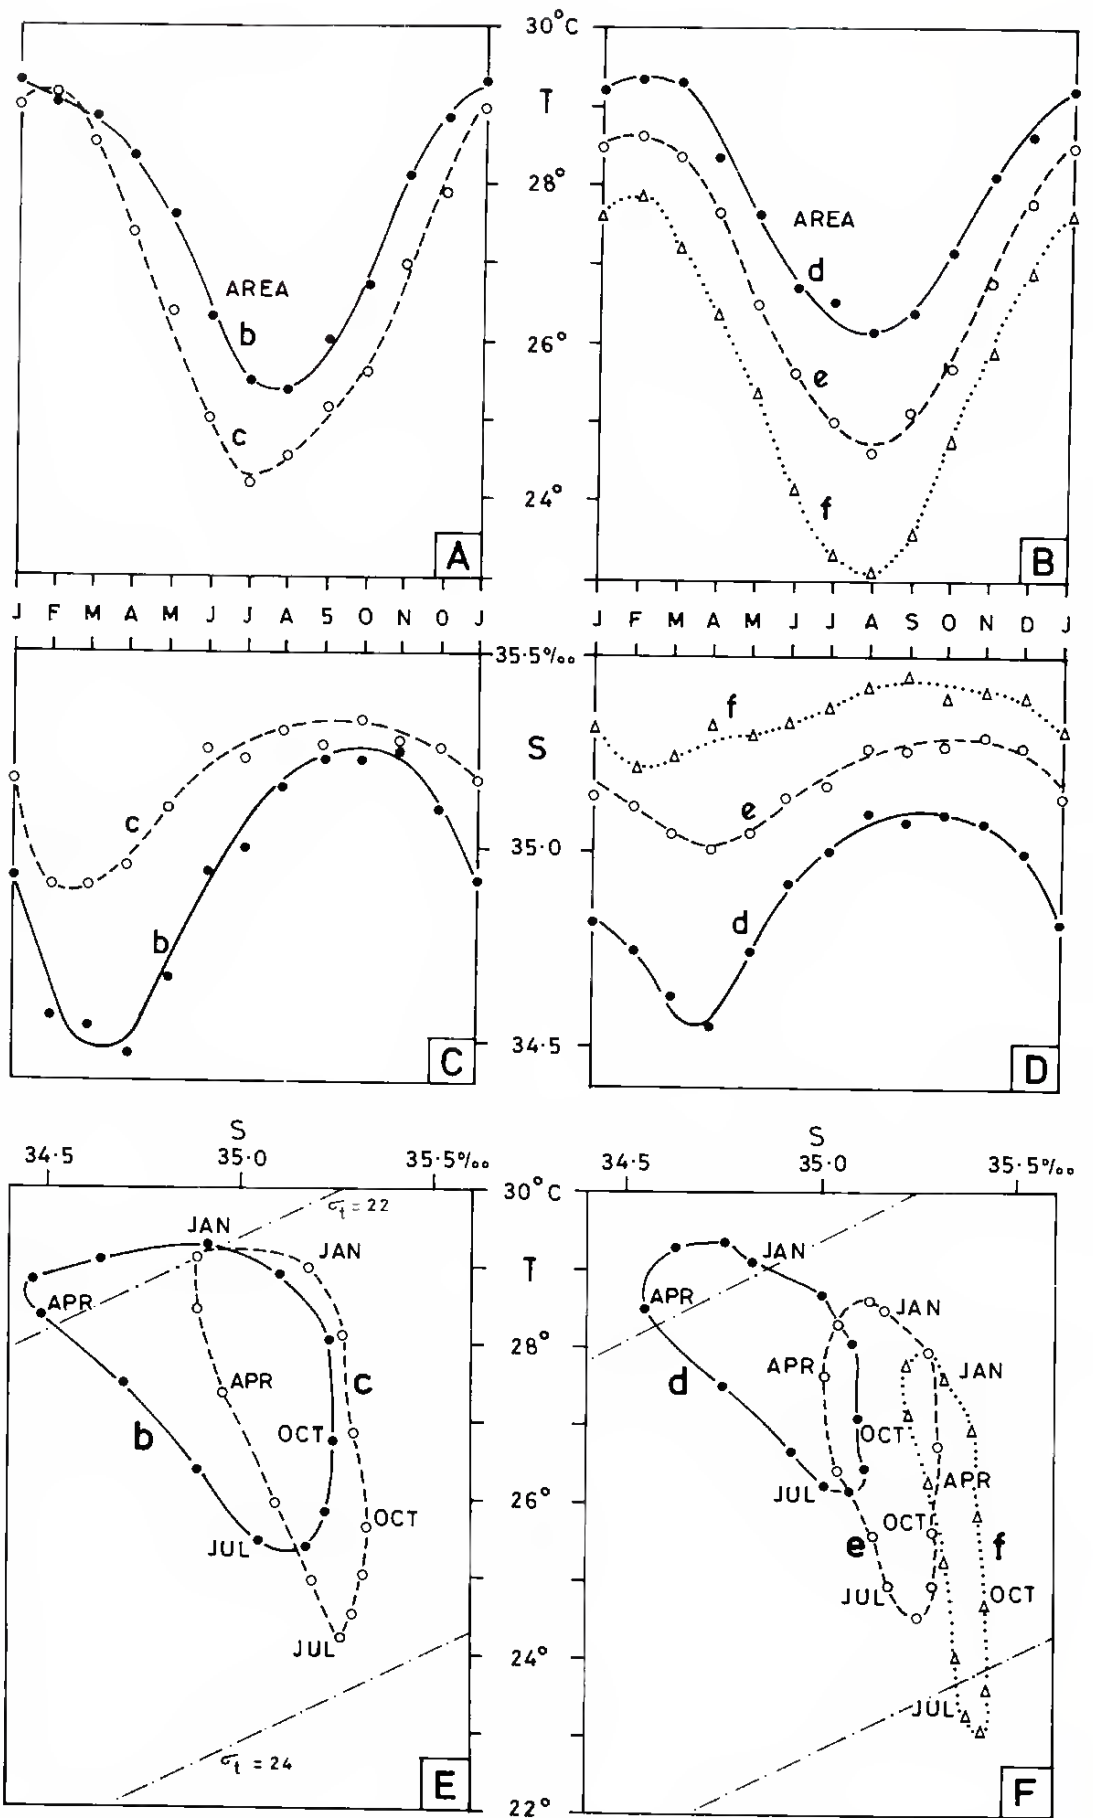 30°C
T
28°
AREA
b
c
AREA
d
e
f
26°
24°
A
B
J F M A M J J A S O N O J
J F M A M J J A S O N D J
35·5‰
S
35·0
34·5
c
b
C
f
e
d
D
S
34·5 35·0 35·5‰
S
34·5 35·0 35·5‰
30°C
T
28°
26°
24°
22°
σt = 22
JAN
JAN
APR
APR
c
b
OCT
OCT
JUL
JUL
σt = 24
E
JAN
APR
JAN
APR
JAN
d
OCT
APR
JUL
OCT
e
f
JUL
OCT
JUL
F